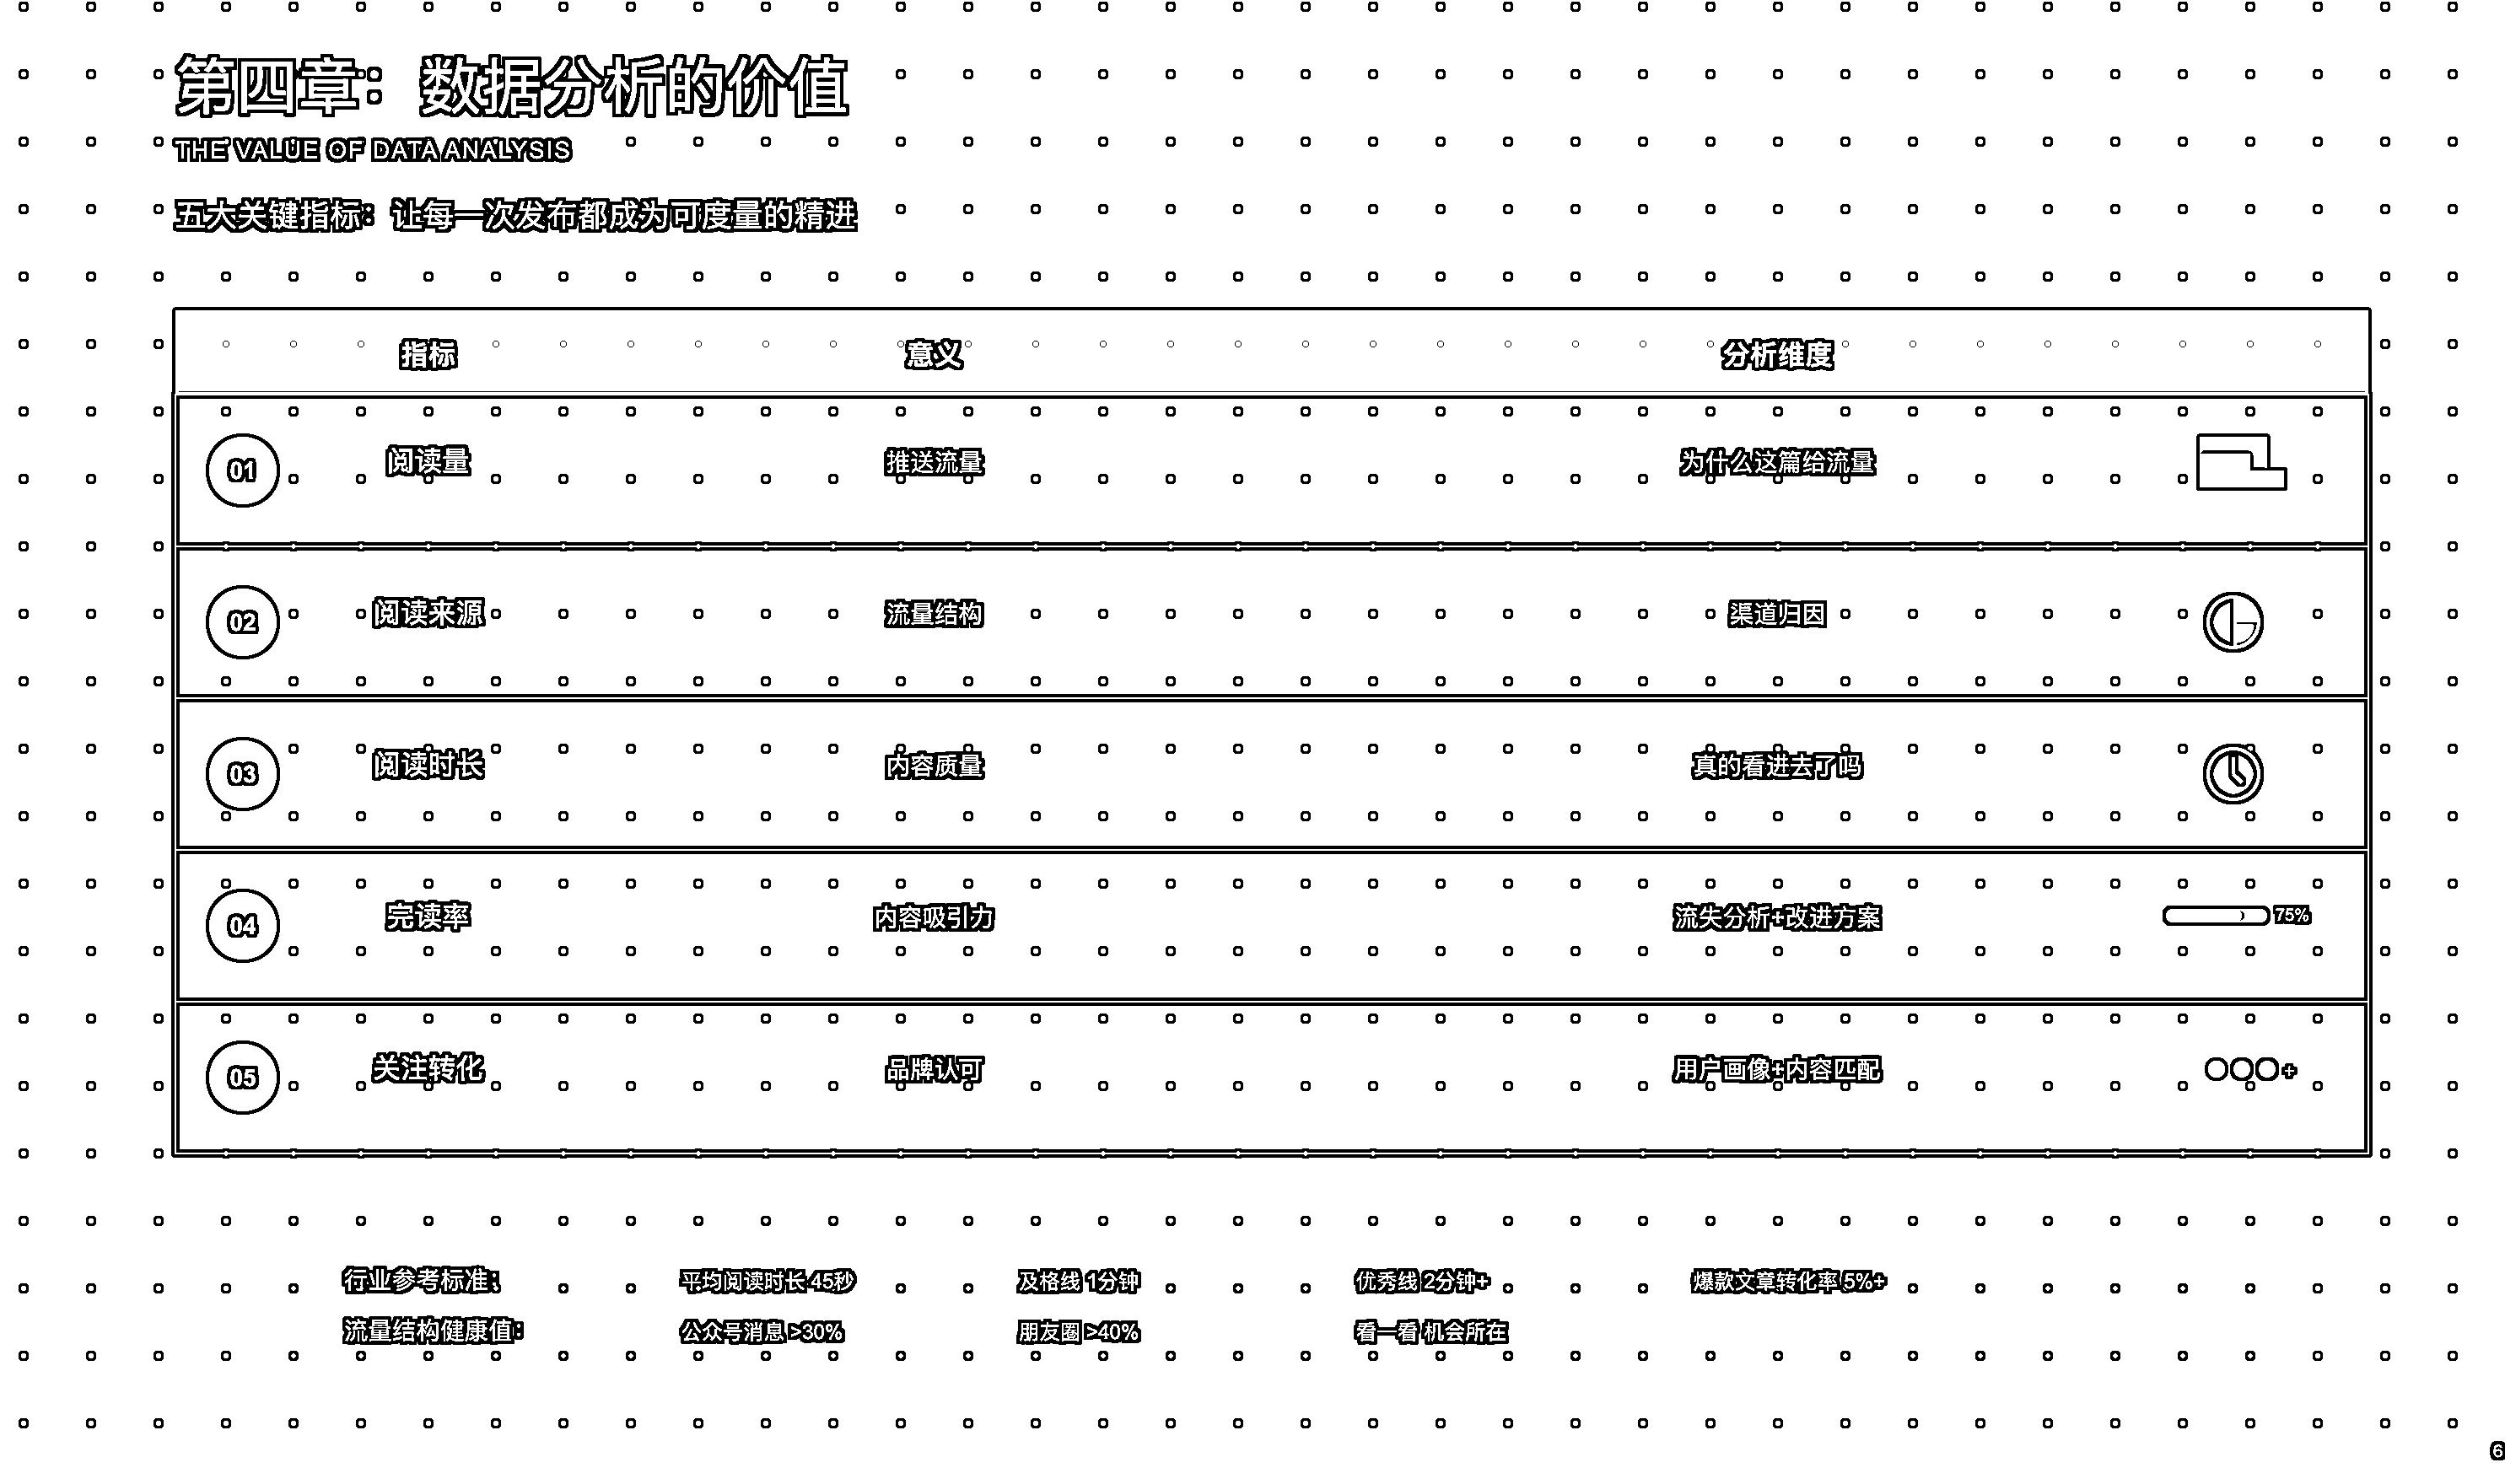 第四章：数据分析的价值
THE VALUE OF DATA ANALYSIS
五大关键指标：让每一次发布都成为可度量的精进
指标 意义 分析维度
01 阅读量 推送流量 为什么这篇给流量
02 阅读来源 流量结构 渠道归因
03 阅读时长 内容质量 真的看进去了吗
04 完读率 内容吸引力 流失分析+改进方案 75%
05 关注转化 品牌认可 用户画像+内容匹配 +
行业参考标准： 平均阅读时长 45秒 及格线 1分钟 优秀线 2分钟+ 爆款文章转化率 5%+
流量结构健康值： 公众号消息 >30% 朋友圈 >40% 看一看 机会所在
6